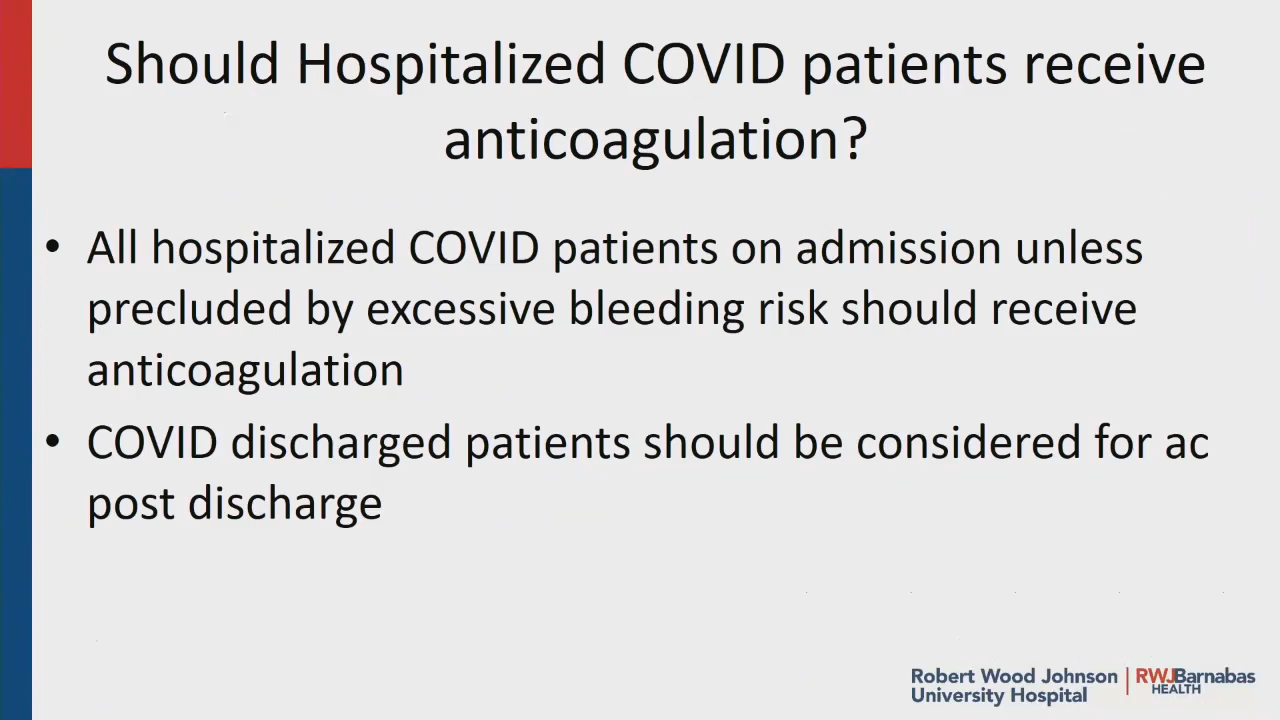 Should Hospitalized COVID patients receive
anticoagulation?
• All hospitalized COVID patients on admission unless
precluded by excessive bleeding risk should receive
anticoagulation
• COVID discharged patients should be considered for ac
post discharge
Robert Wood Johnson
University Hospital
RWJBarnabas
HEALTH